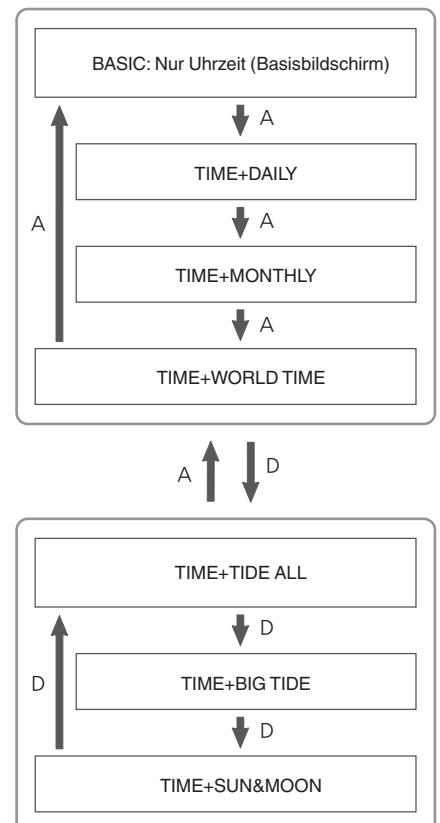 BASIC: Nur Uhrzeit (Basisbildschirm)
A
TIME+DAILY
A
A
TIME+MONTHLY
A
TIME+WORLD TIME
A
D
TIME+TIDE ALL
D
D
TIME+BIG TIDE
D
TIME+SUN&MOON